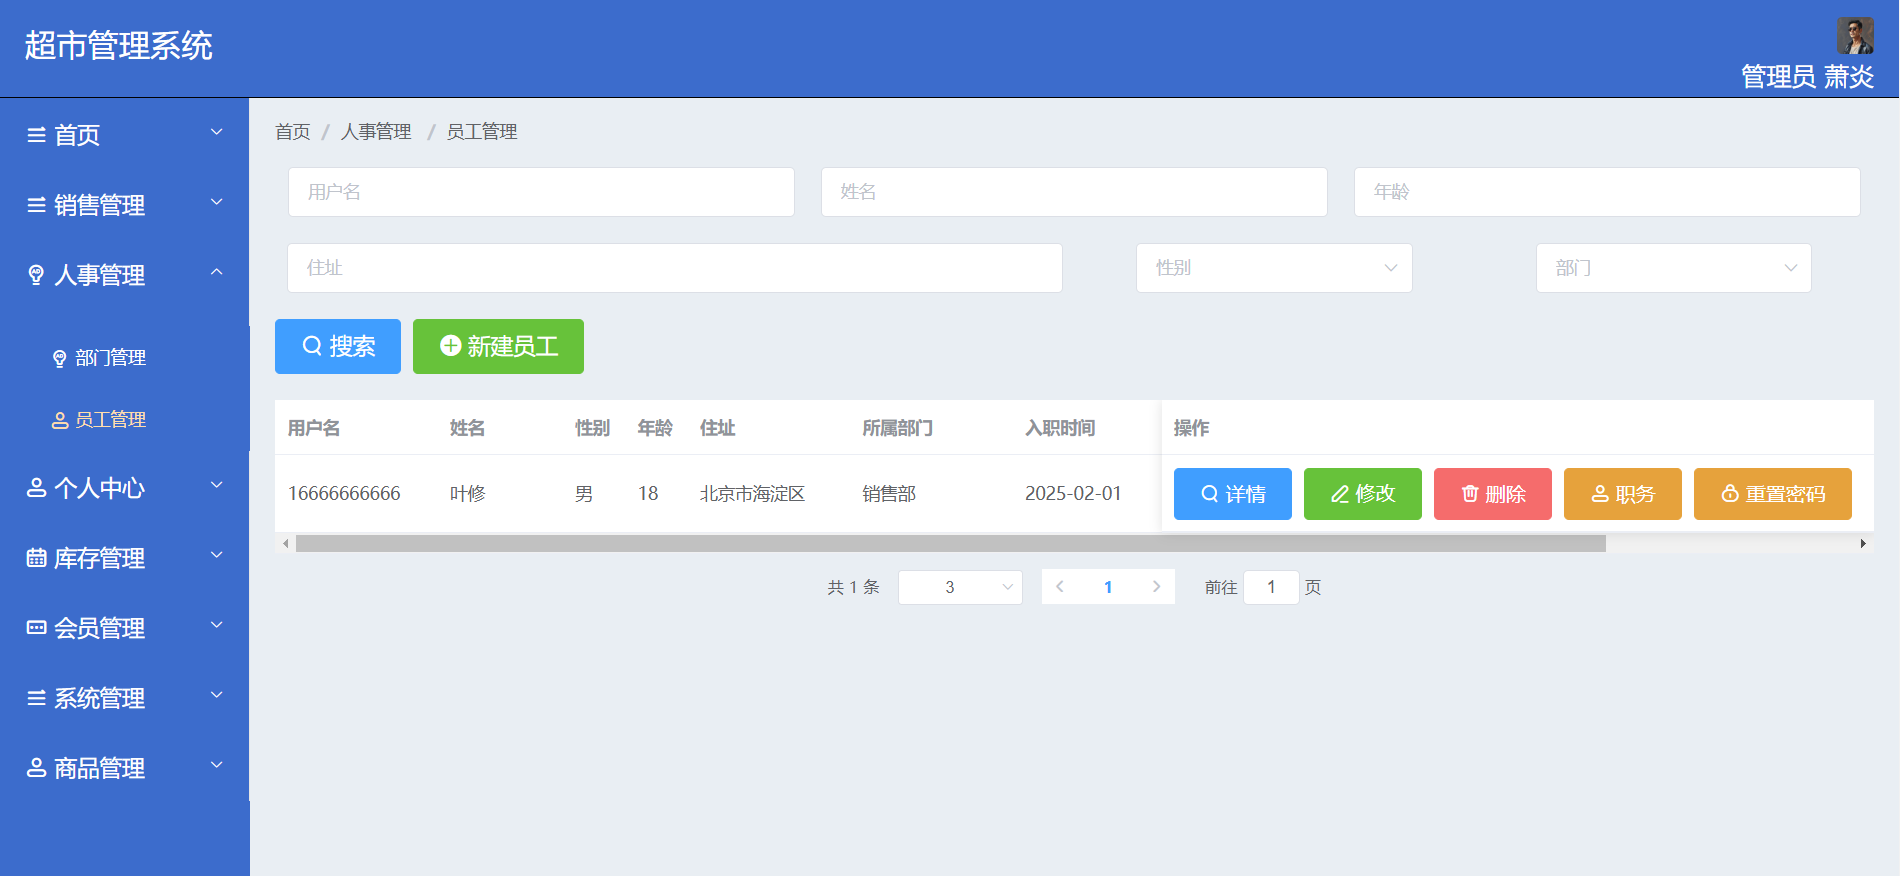 超市管理系统
管理员 萧炎
首页
销售管理
人事管理
部门管理
员工管理
个人中心
库存管理
会员管理
系统管理
商品管理
首页 / 人事管理 / 员工管理
用户名 姓名 年龄
住址 性别 部门
搜索 新建员工
用户名 姓名 性别 年龄 住址 所属部门 入职时间 操作
16666666666 叶修 男 18 北京市海淀区 销售部 2025-02-01 详情 修改 删除 职务 重置密码
共 1 条 3 1 前往 1 页